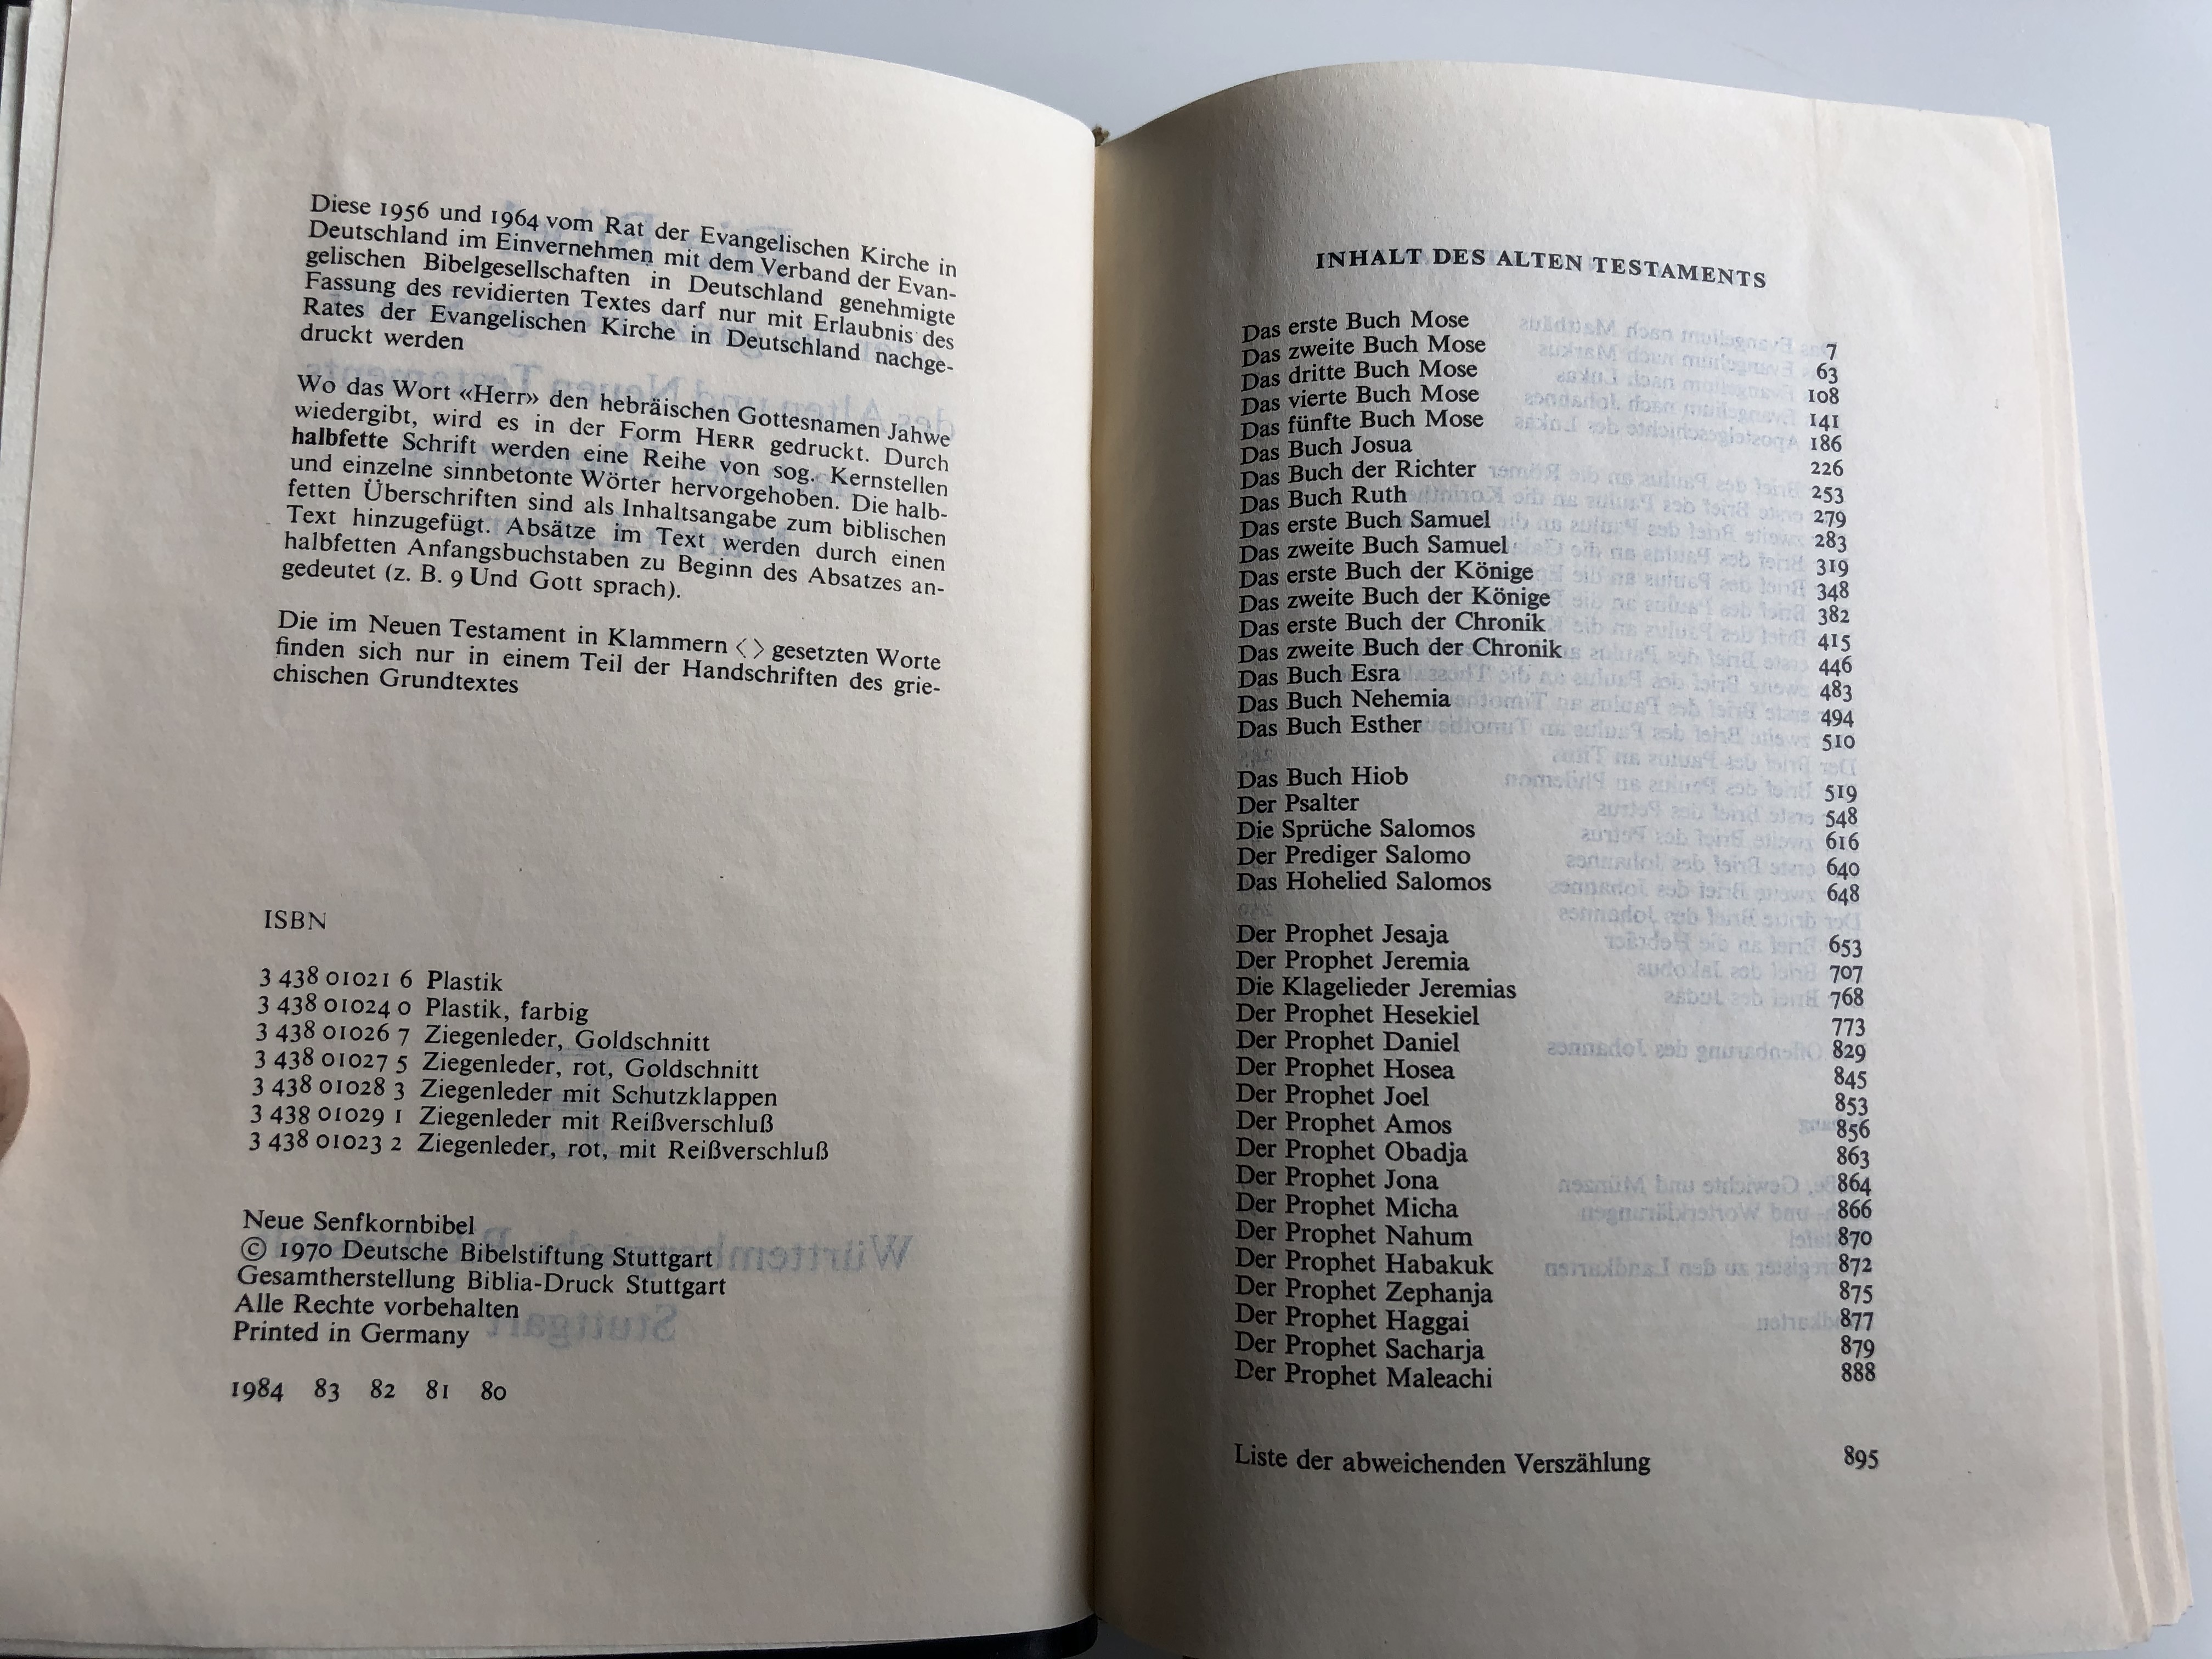 Diese 1956 und 1964 vom Rat der Evangelischen Kirche in
Deutschland im Einvernehmen mit dem Verband der Evan-
gelischen Bibelgesellschaften in Deutschland genehmigte
Fassung des revidierten Textes darf nur mit Erlaubnis des
Rates der Evangelischen Kirche in Deutschland nachge-
druckt werden
Wo das Wort «Herr» den hebräischen Gottesnamen Jahwe
wiedergibt, wird es in der Form HERR gedruckt. Durch
halbfette Schrift werden eine Reihe von sog. Kernstellen
und einzelne sinnbetonte Wörter hervorgehoben. Die halb-
fetten Überschriften sind als Inhaltsangabe zum biblischen
Text hinzugefügt. Absätze im Text werden durch einen
halbfetten Anfangsbuchstaben zu Beginn des Absatzes an-
gedeutet (z. B. 9 Und Gott sprach).
Die im Neuen Testament in Klammern 〈 〉 gesetzten Worte
finden sich nur in einem Teil der Handschriften des grie-
chischen Grundtextes
ISBN
3 438 01021 6 Plastik
3 438 01024 0 Plastik, farbig
3 438 01026 7 Ziegenleder, Goldschnitt
3 438 01027 5 Ziegenleder, rot, Goldschnitt
3 438 01028 3 Ziegenleder mit Schutzklappen
3 438 01029 1 Ziegenleder mit Reißverschluß
3 438 01023 2 Ziegenleder, rot, mit Reißverschluß
Neue Senfkornbibel
© 1970 Deutsche Bibelstiftung Stuttgart
Gesamtherstellung Biblia-Druck Stuttgart
Alle Rechte vorbehalten
Printed in Germany
1984 83 82 81 80
INHALT DES ALTEN TESTAMENTS
Das erste Buch Mose 7
Das zweite Buch Mose 63
Das dritte Buch Mose 108
Das vierte Buch Mose 141
Das fünfte Buch Mose 186
Das Buch Josua 226
Das Buch der Richter 253
Das Buch Ruth 279
Das erste Buch Samuel 283
Das zweite Buch Samuel 319
Das erste Buch der Könige 348
Das zweite Buch der Könige 382
Das erste Buch der Chronik 415
Das zweite Buch der Chronik 446
Das Buch Esra 483
Das Buch Nehemia 494
Das Buch Esther 510
Das Buch Hiob 519
Der Psalter 548
Die Sprüche Salomos 616
Der Prediger Salomo 640
Das Hohelied Salomos 648
Der Prophet Jesaja 653
Der Prophet Jeremia 707
Die Klagelieder Jeremias 768
Der Prophet Hesekiel 773
Der Prophet Daniel 829
Der Prophet Hosea 845
Der Prophet Joel 853
Der Prophet Amos 856
Der Prophet Obadja 863
Der Prophet Jona 864
Der Prophet Micha 866
Der Prophet Nahum 870
Der Prophet Habakuk 872
Der Prophet Zephanja 875
Der Prophet Haggai 877
Der Prophet Sacharja 879
Der Prophet Maleachi 888
Liste der abweichenden Verszählung 895